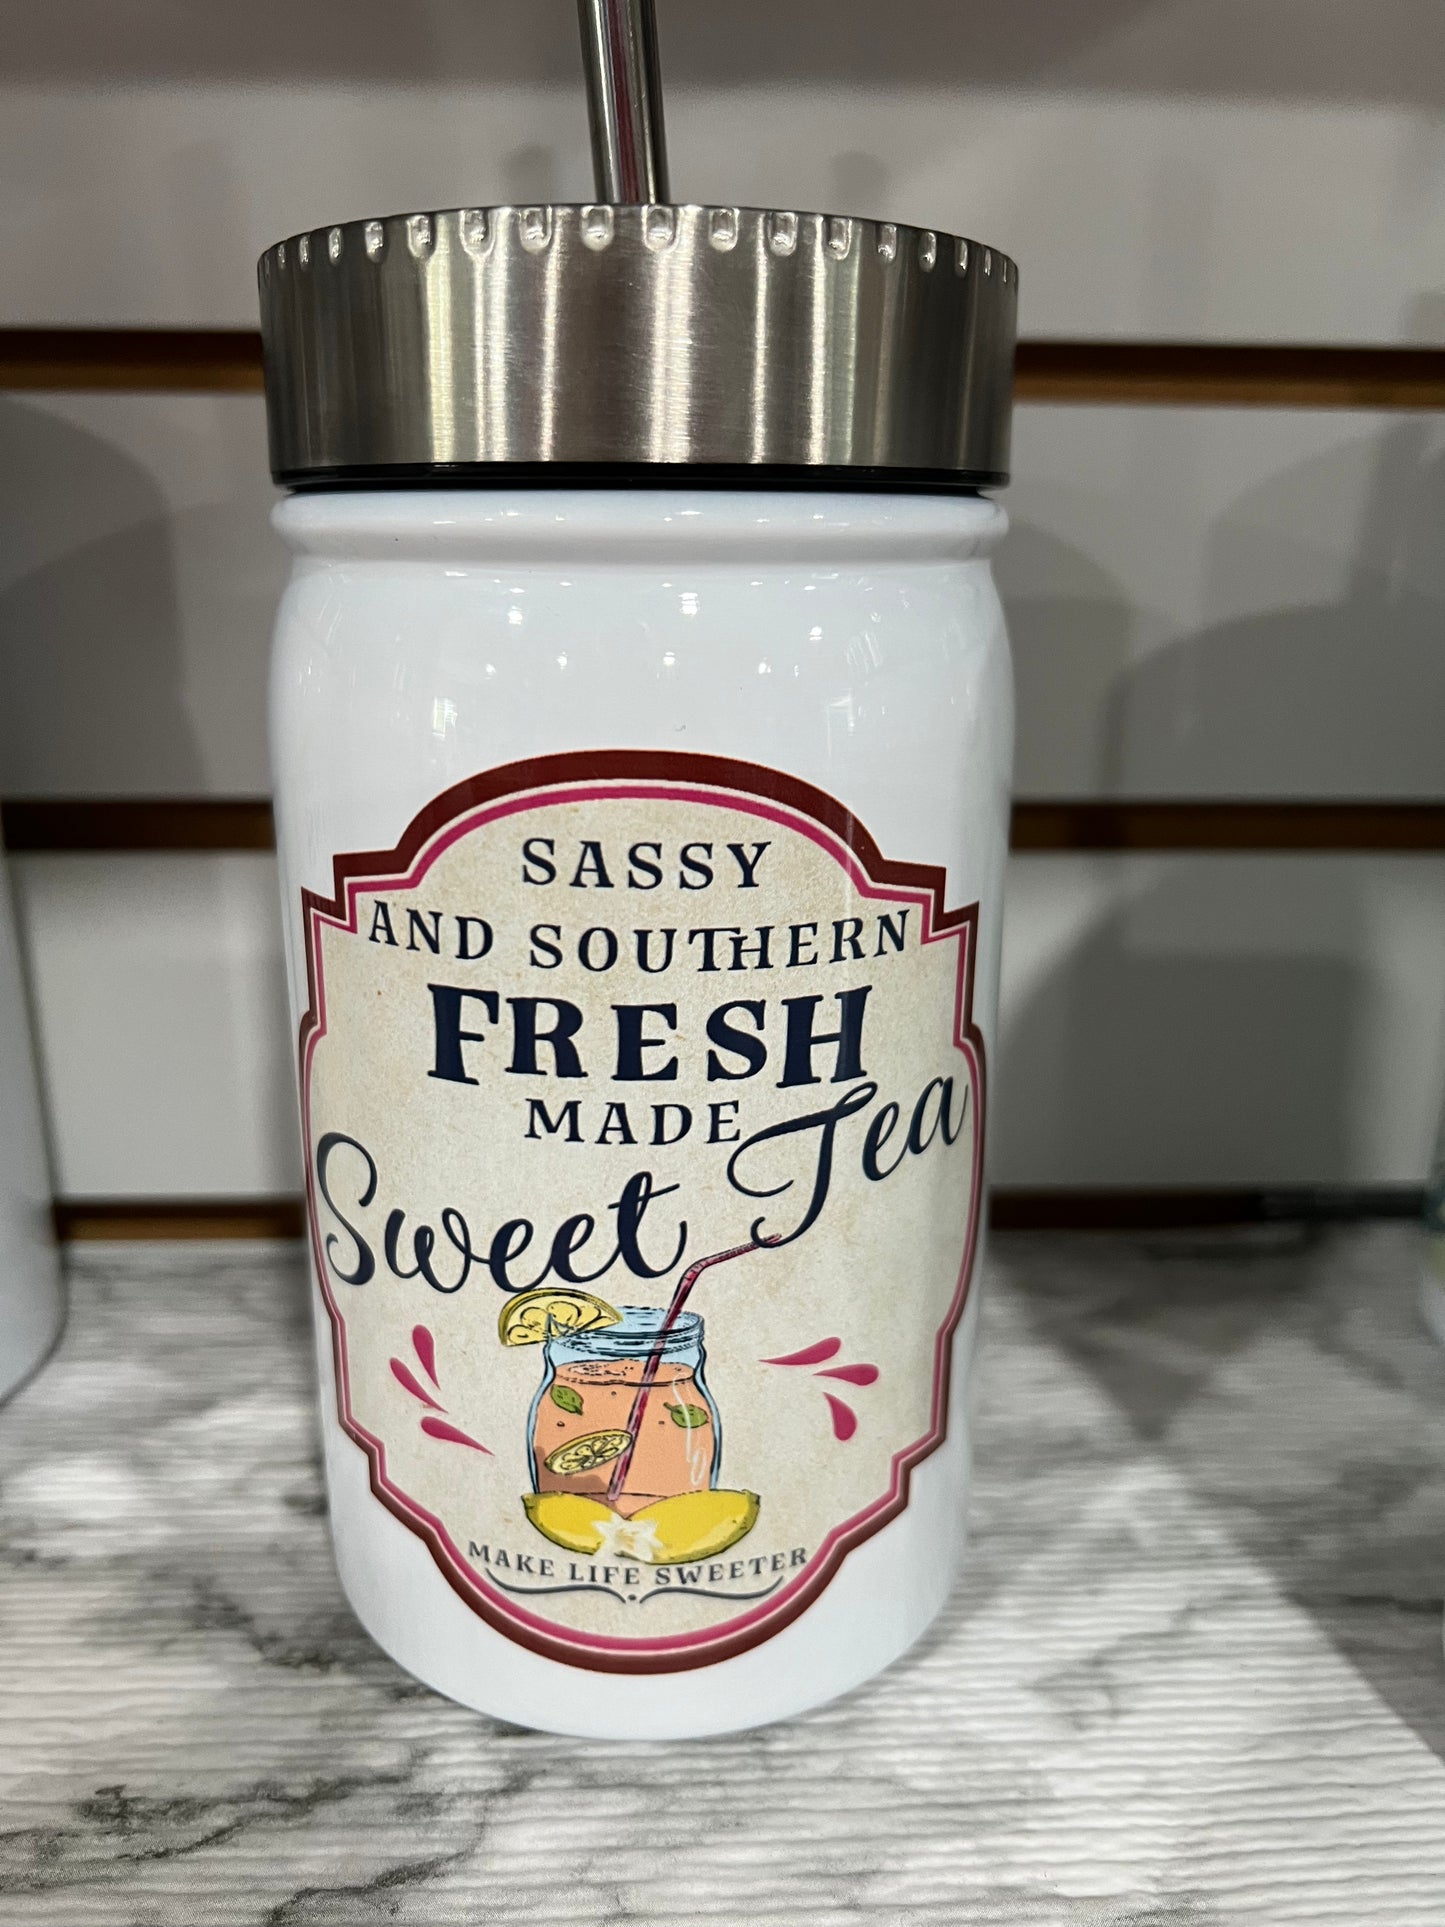 SASSY
AND SOUTHERN
FRESH
MADE
Sweet Tea
MAKE LIFE SWEETER